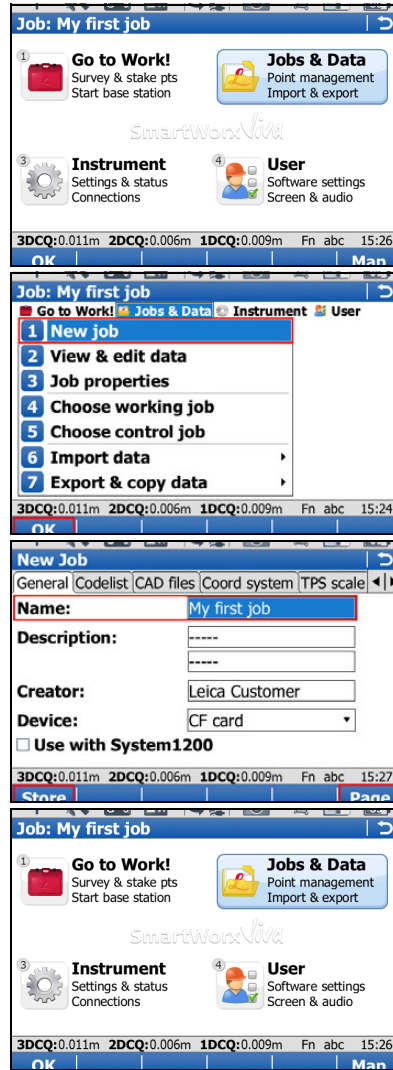 Job: My first job
1 Go to Work! Jobs & Data
Survey & stake pts Point management
Start base station Import & export
SmartWorx Viva
3 Instrument 4 User
Settings & status Software settings
Connections Screen & audio
3DCQ:0.011m 2DCQ:0.006m 1DCQ:0.009m Fn abc 15:26
OK Map
Job: My first job
Go to Work! Jobs & Data Instrument User
1 New job
2 View & edit data
3 Job properties
4 Choose working job
5 Choose control job
6 Import data
7 Export & copy data
3DCQ:0.011m 2DCQ:0.006m 1DCQ:0.009m Fn abc 15:24
OK
New Job
General Codelist CAD files Coord system TPS scale
Name: My first job
Description: -----
-----
Creator: Leica Customer
Device: CF card
Use with System1200
3DCQ:0.011m 2DCQ:0.006m 1DCQ:0.009m Fn abc 15:27
Store Page
Job: My first job
1 Go to Work! Jobs & Data
Survey & stake pts Point management
Start base station Import & export
SmartWorx Viva
3 Instrument 4 User
Settings & status Software settings
Connections Screen & audio
3DCQ:0.011m 2DCQ:0.006m 1DCQ:0.009m Fn abc 15:26
OK Map